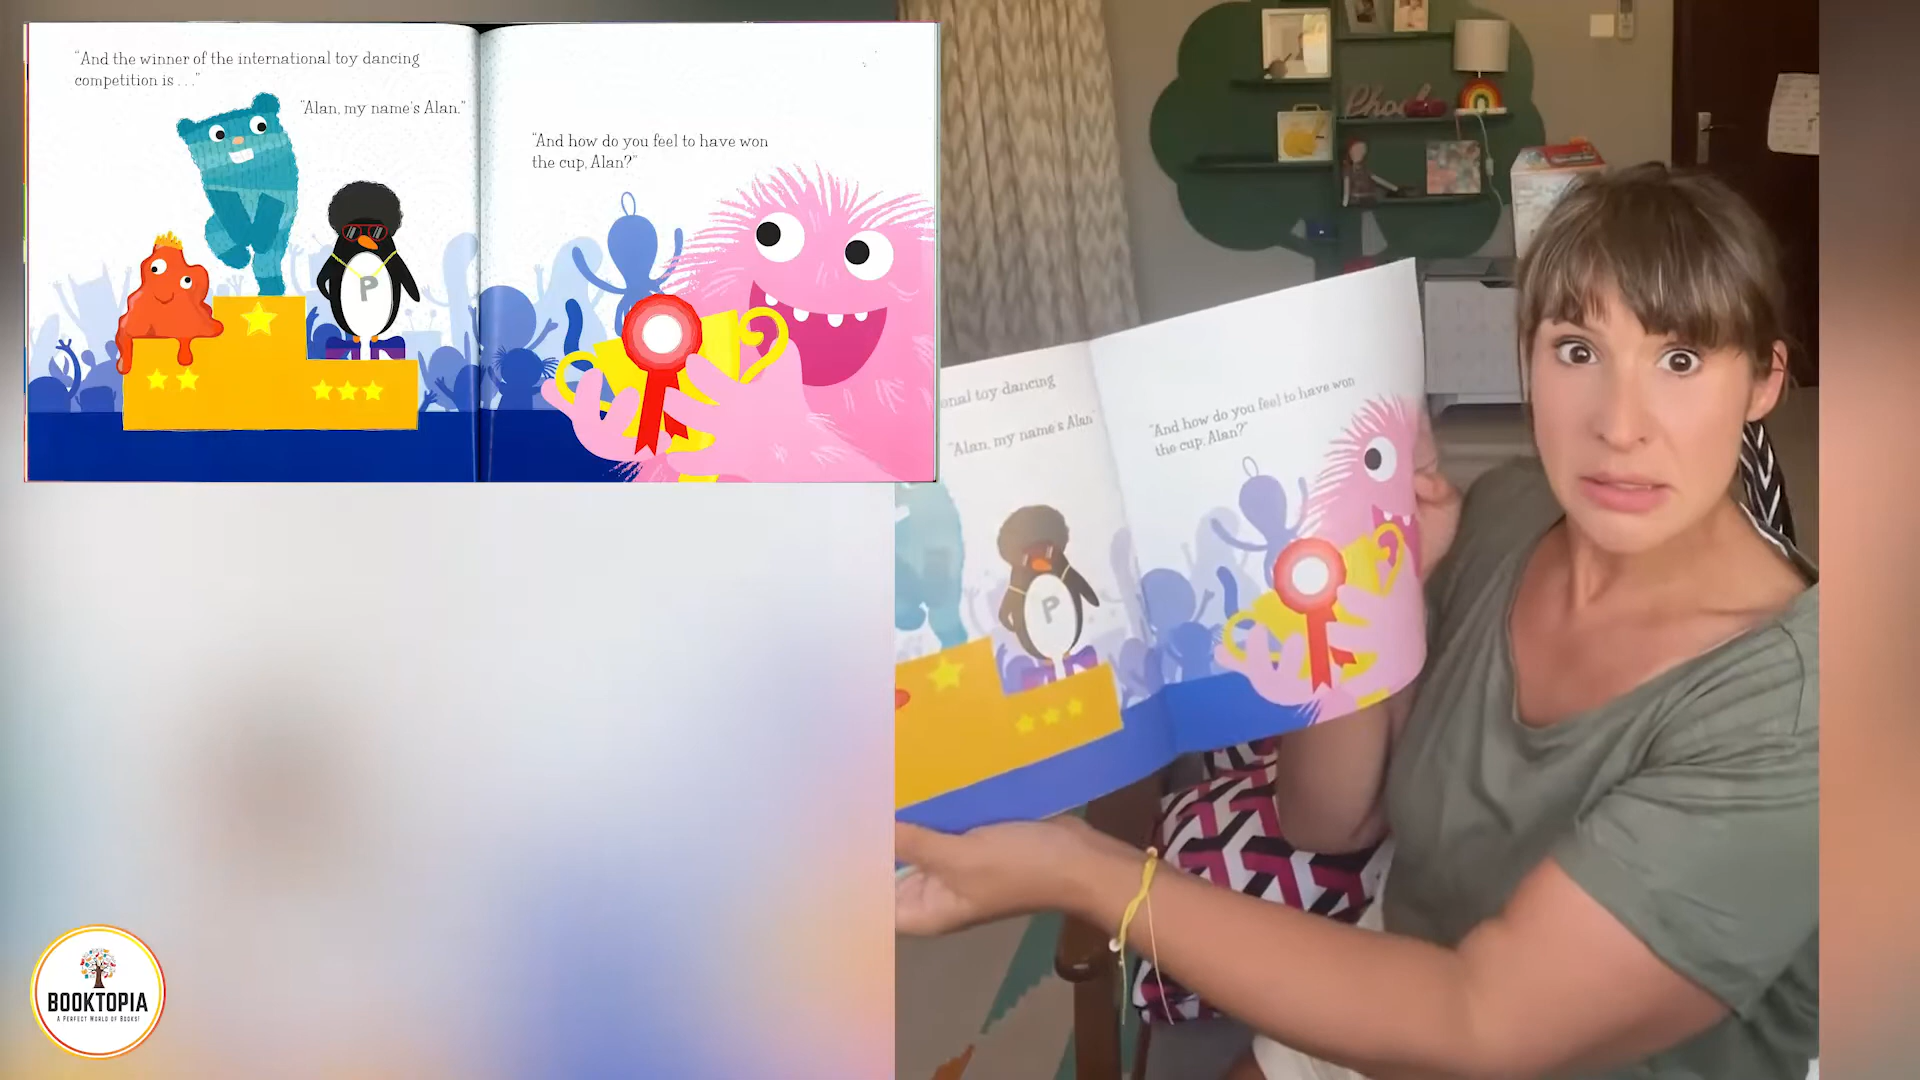 “And the winner of the international toy dancing
competition is . . .”
“Alan, my name's Alan.”
“And how do you feel to have won
the cup, Alan?”
P
onal toy dancing
“Alan, my name's Alan
“And how do you feel to have won
the cup, Alan?”
P
BOOKTOPIA
A PERFECT WORLD OF BOOKS!